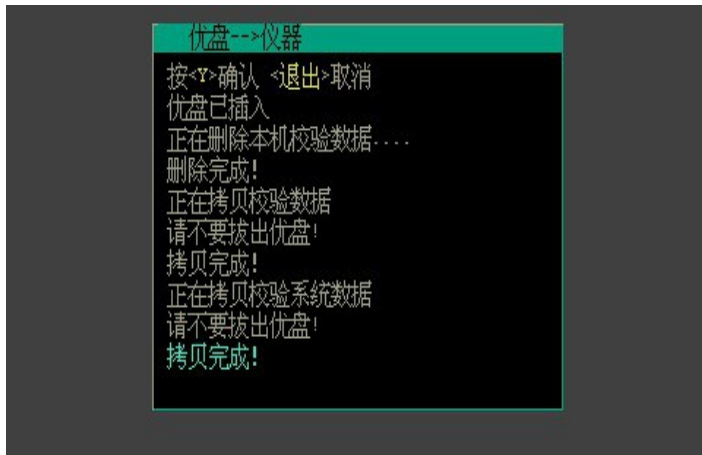 优盘-->仪器
按<Y>确认 <退出>取消
优盘已插入
正在删除本机校验数据....
删除完成!
正在拷贝校验数据
请不要拔出优盘!
拷贝完成!
正在拷贝校验系统数据
请不要拔出优盘!
拷贝完成!